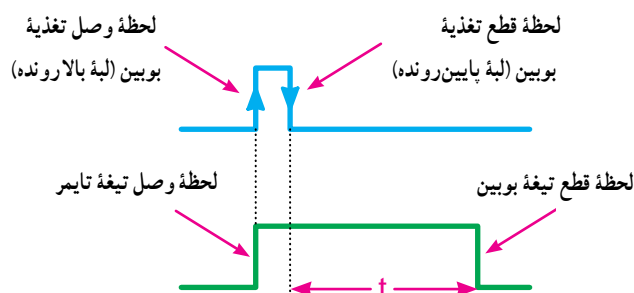 لحظهٔ قطع تغذیهٔ
بوبین (لبهٔ پایین‌رونده)
لحظهٔ وصل تغذیهٔ
بوبین (لبهٔ بالارونده)
لحظهٔ قطع تیغهٔ بوبین
لحظهٔ وصل تیغهٔ تایمر
t